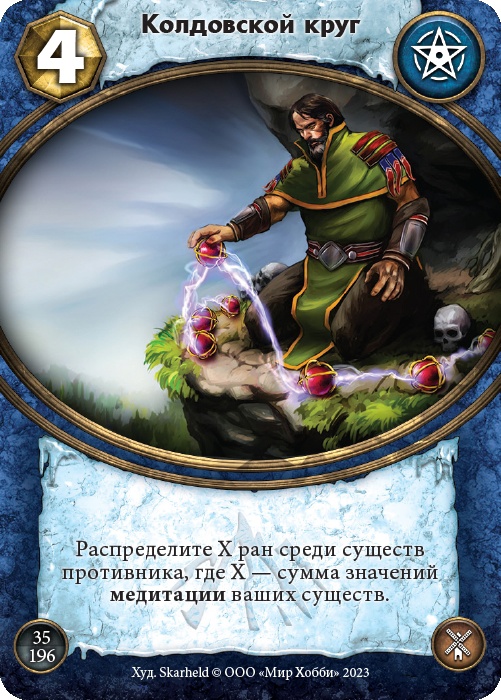 Колдовской круг
4
Распределите X ран среди существ
противника, где X — сумма значений
медитации ваших существ.
35
196
Худ. Skarheld © ООО «Мир Хобби» 2023